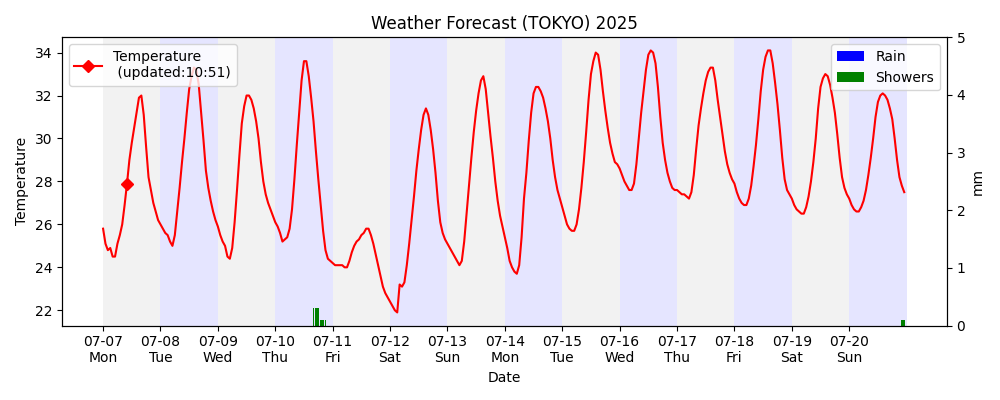 Weather Forecast (TOKYO) 2025
Temperature
(updated:10:51)
Rain
Showers
Temperature
34
32
30
28
26
24
22
5
4
3
2
1
0
mm
07-07 07-08 07-09 07-10 07-11 07-12 07-13 07-14 07-15 07-16 07-17 07-18 07-19 07-20
Mon Tue Wed Thu Fri Sat Sun Mon Tue Wed Thu Fri Sat Sun
Date